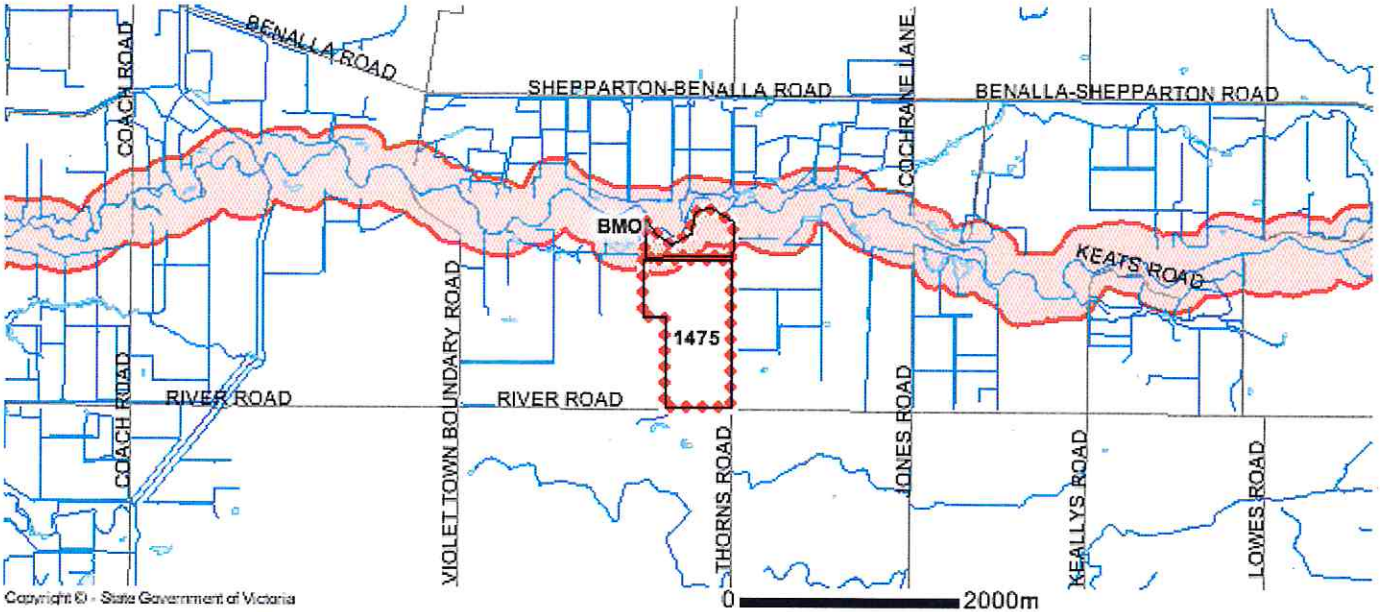 BENALLA ROAD
COACH ROAD
SHEPPARTON-BENALLA ROAD
COCHRANE LANE
BENALLA-SHEPPARTON ROAD
BMO
KEATS ROAD
1475
VIOLET TOWN BOUNDARY ROAD
COACH ROAD
RIVER ROAD
RIVER ROAD
THORNS ROAD
JONES ROAD
KEALLYS ROAD
LOWES ROAD
Copyright © - State Government of Victoria
0 2000m